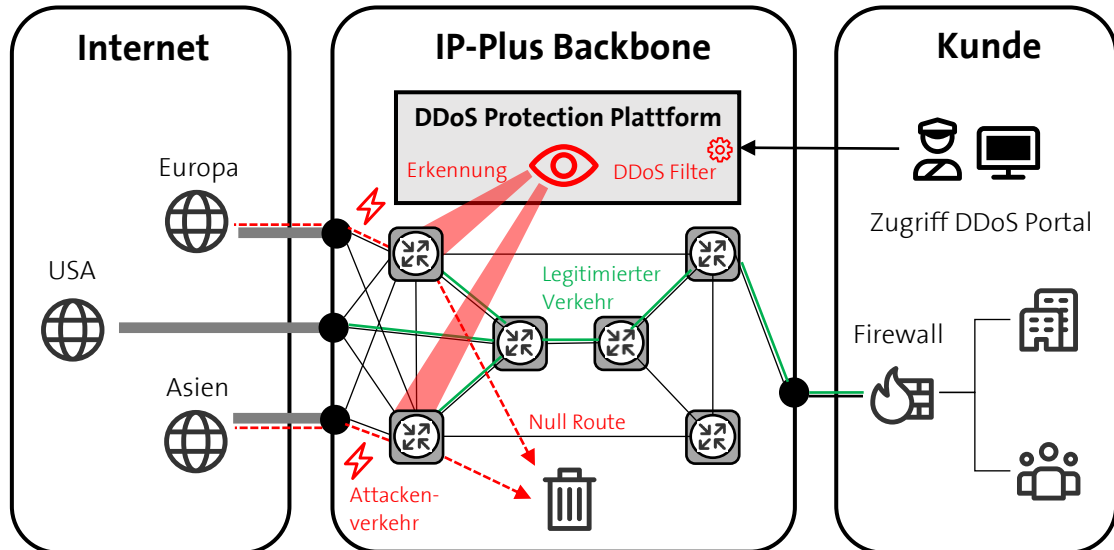 Internet
IP-Plus Backbone
Kunde
DDoS Protection Plattform
Erkennung
DDoS Filter
Europa
Zugriff DDoS Portal
USA
Legitimierter
Verkehr
Firewall
Asien
Null Route
Attacken-
verkehr